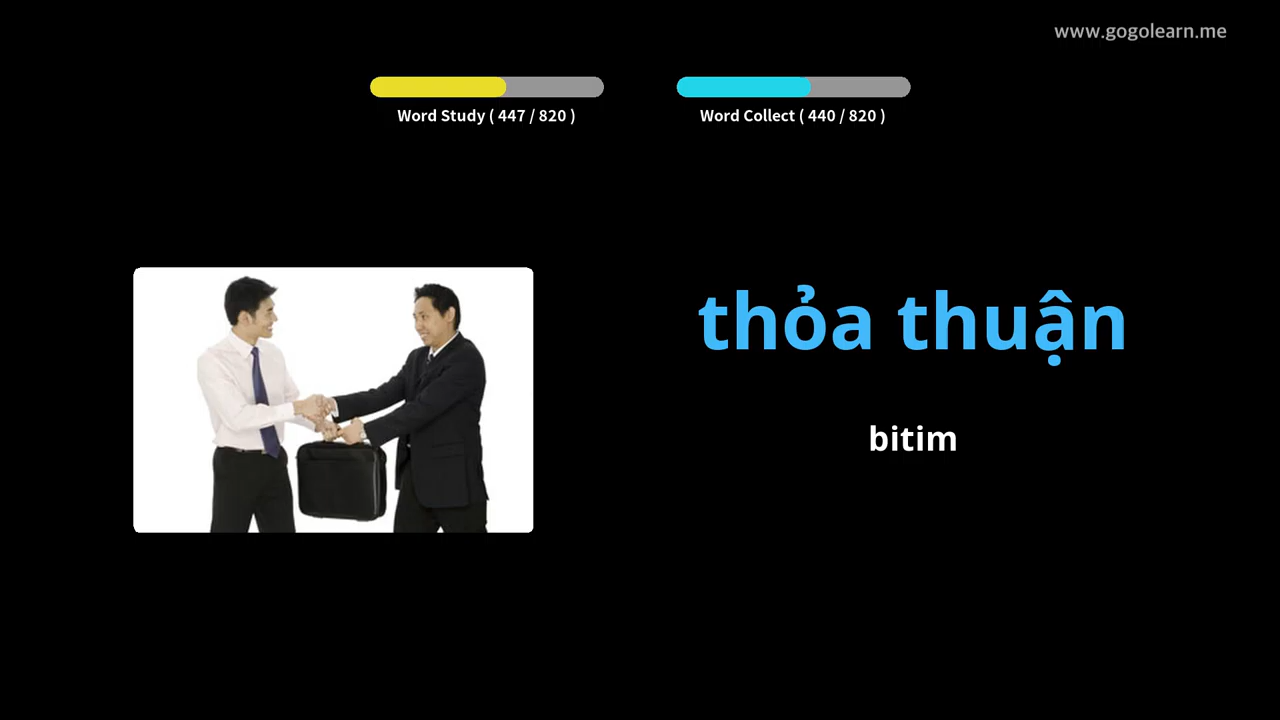 www.gogolearn.me
Word Study ( 447 / 820 )
Word Collect ( 440 / 820 )
thỏa thuận
bitim